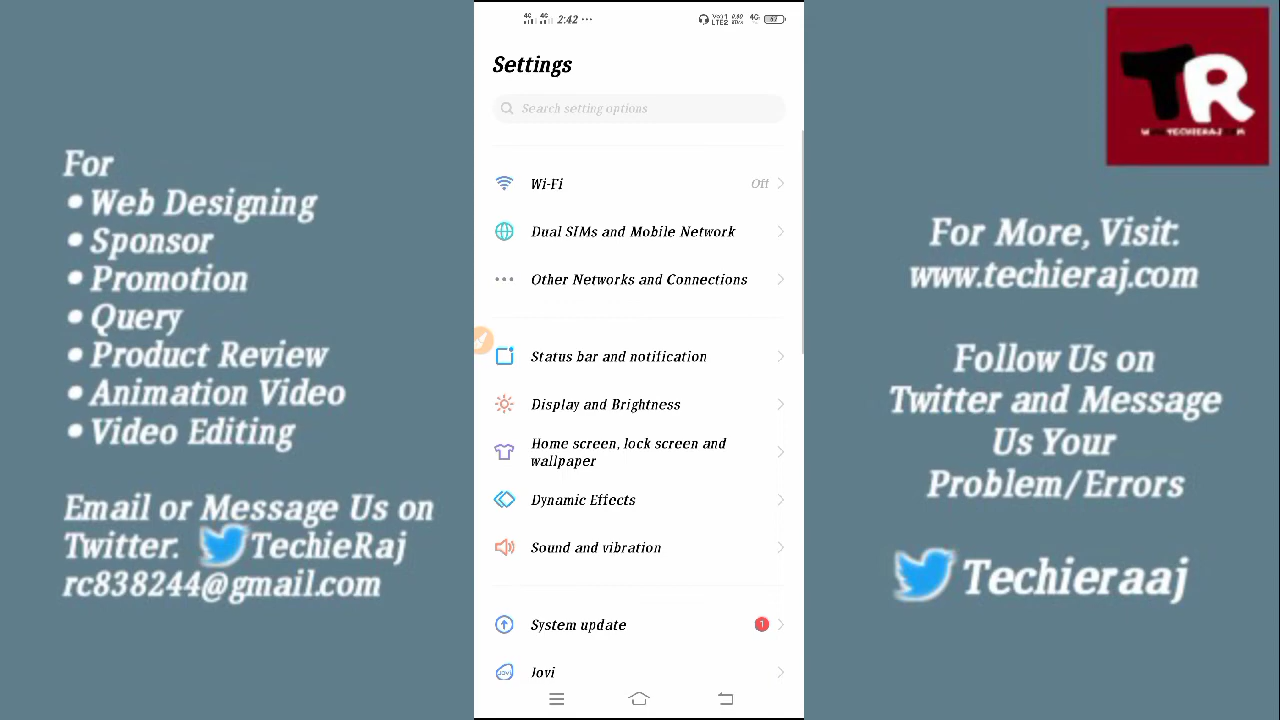 For
• Web Designing
• Sponsor
• Promotion
• Query
• Product Review
• Animation Video
• Video Editing
Email or Message Us on
Twitter. TechieRaj
rc838244@gmail.com
4G 4G 2:42 ···
4G
Settings
Search setting options
Wi-Fi Off
Dual SIMs and Mobile Network
Other Networks and Connections
Status bar and notification
Display and Brightness
Home screen, lock screen and
wallpaper
Dynamic Effects
Sound and vibration
System update 1
Jovi
TR
For More, Visit:
www.techieraj.com
Follow Us on
Twitter and Message
Us Your
Problem/Errors
Techieraaj